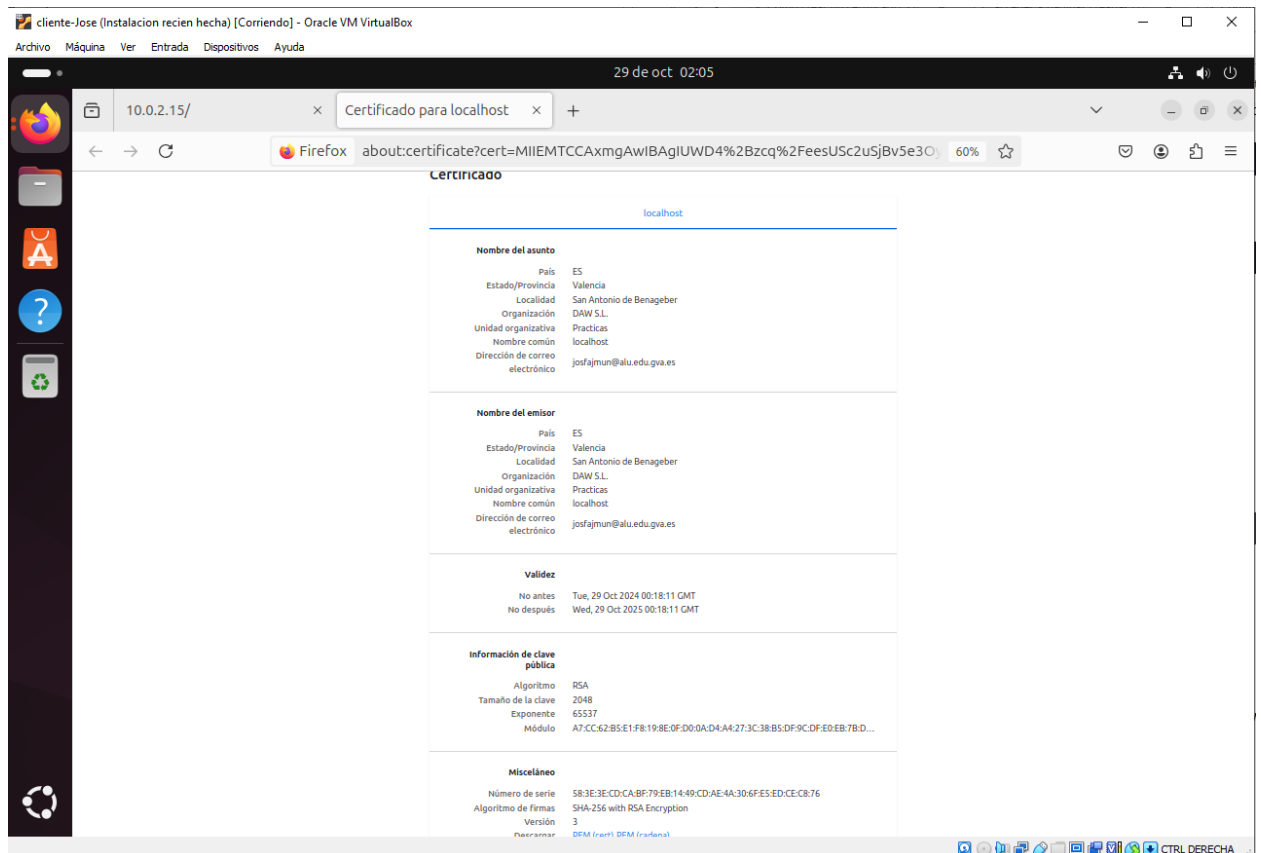 cliente-Jose (Instalacion recien hecha) [Corriendo] - Oracle VM VirtualBox
Archivo Máquina Ver Entrada Dispositivos Ayuda
29 de oct 02:05
10.0.2.15/
Certificado para localhost
Firefox about:certificate?cert=MIIEMTCCAxmgAwIBAgIUWD4%2Bzcq%2FeesUSc2uSjBv5e3Oy 60%
Certificado
localhost
Nombre del asunto
País ES
Estado/Provincia Valencia
Localidad San Antonio de Benageber
Organización DAW S.L.
Unidad organizativa Practicas
Nombre común localhost
Dirección de correo
electrónico josfajmun@alu.edu.gva.es
Nombre del emisor
País ES
Estado/Provincia Valencia
Localidad San Antonio de Benageber
Organización DAW S.L.
Unidad organizativa Practicas
Nombre común localhost
Dirección de correo
electrónico josfajmun@alu.edu.gva.es
Validez
No antes Tue, 29 Oct 2024 00:18:11 GMT
No después Wed, 29 Oct 2025 00:18:11 GMT
Información de clave
pública
Algoritmo RSA
Tamaño de la clave 2048
Exponente 65537
Módulo A7:CC:62:B5:E1:F8:19:8E:0F:D0:0A:D4:A4:27:3C:38:B5:DF:9C:DF:E0:EB:7B:D...
Misceláneo
Número de serie 58:3E:3E:CD:CA:BF:79:EB:14:49:CD:AE:4A:30:6F:E5:ED:CE:C8:76
Algoritmo de firmas SHA-256 with RSA Encryption
Versión 3
Descargar PEM (cert) PEM (cadena)
CTRL DERECHA